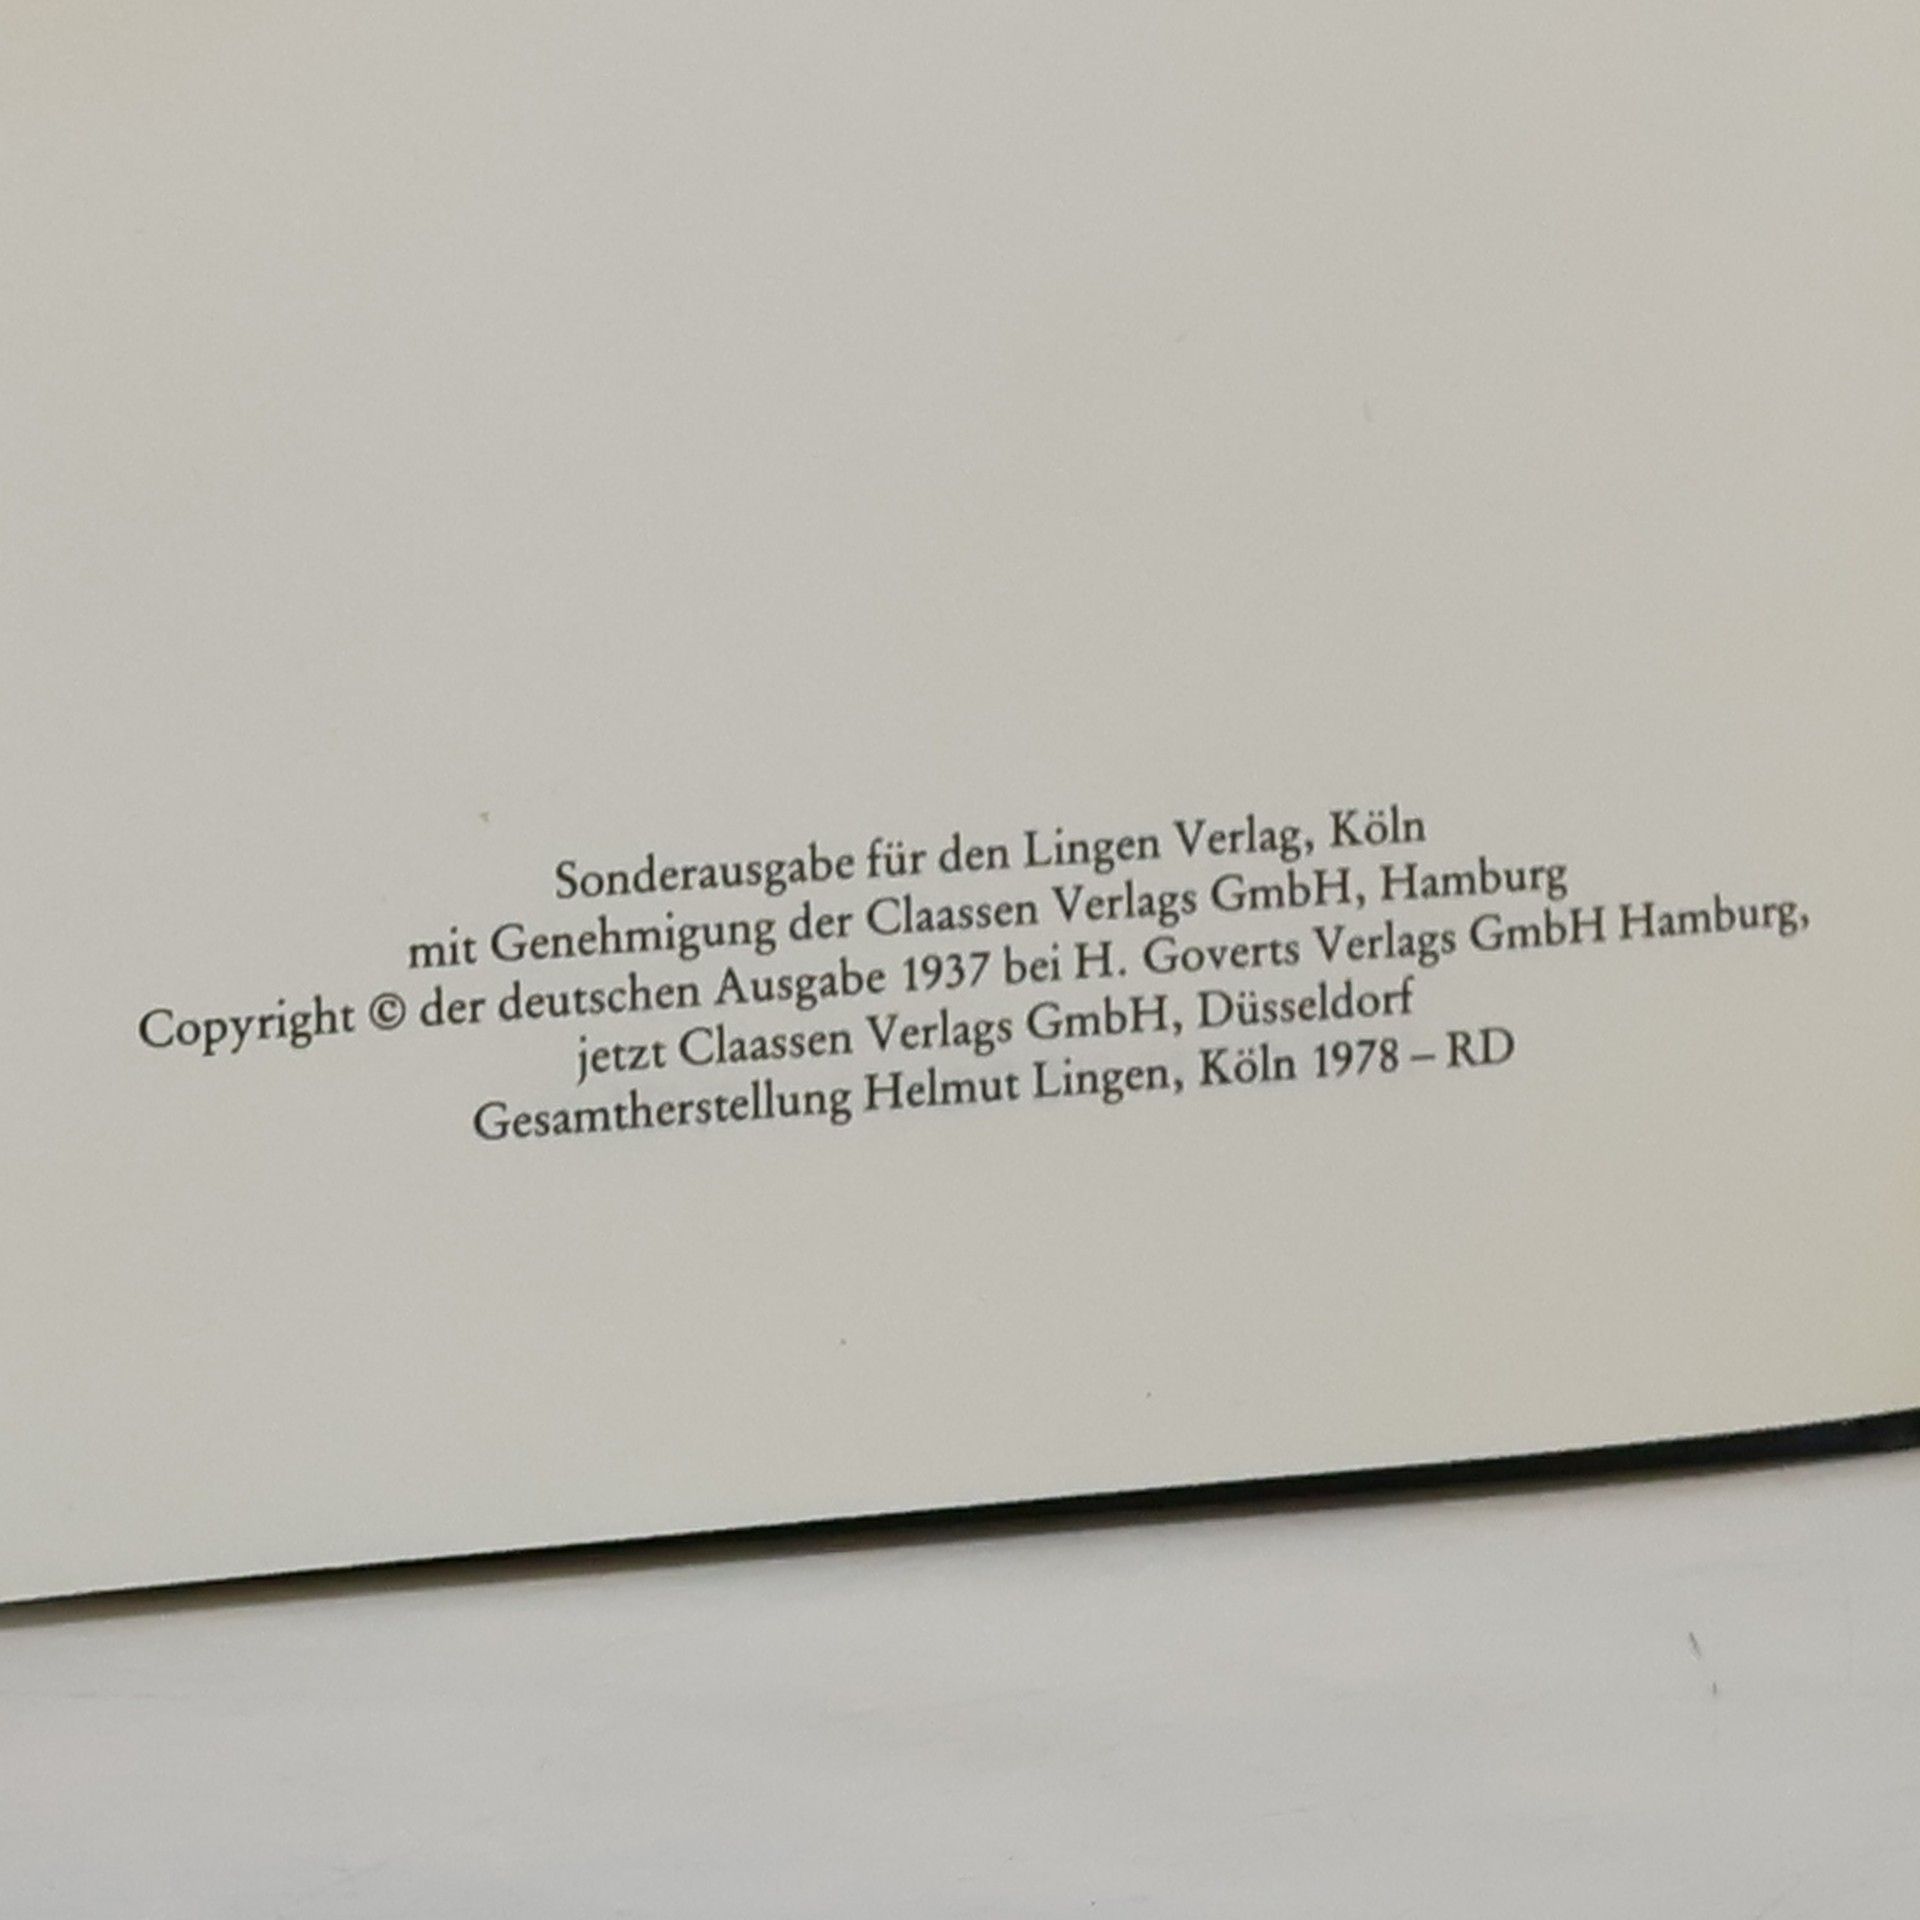 Sonderausgabe für den Lingen Verlag, Köln
mit Genehmigung der Claassen Verlags GmbH, Hamburg
Copyright © der deutschen Ausgabe 1937 bei H. Goverts Verlags GmbH Hamburg,
jetzt Claassen Verlags GmbH, Düsseldorf
Gesamtherstellung Helmut Lingen, Köln 1978 – RD